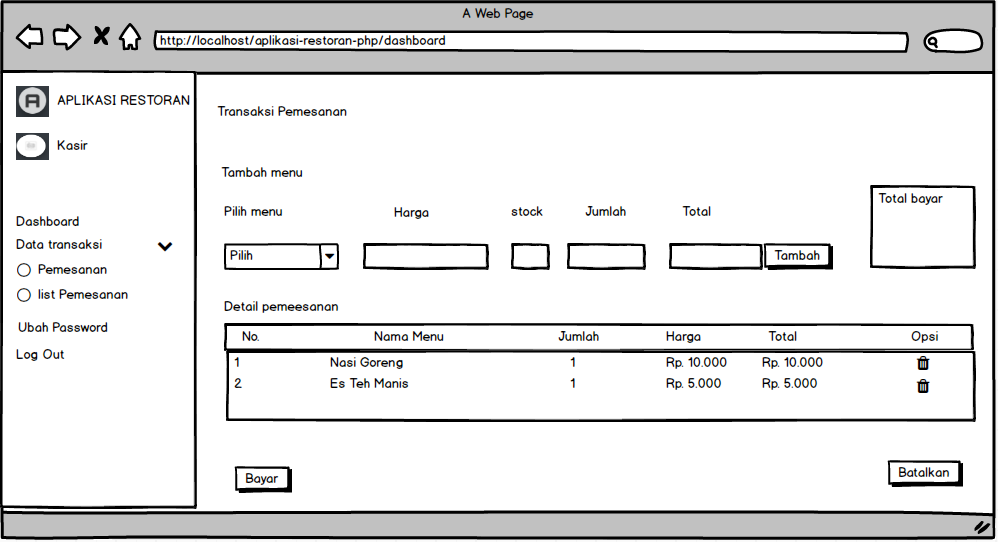 A Web Page
http://localhost/aplikasi-restoran-php/dashboard
A APLIKASI RESTORAN
Kasir
Dashboard
Data transaksi
Pemesanan
list Pemesanan
Ubah Password
Log Out
Transaksi Pemesanan
Tambah menu
Pilih menu Harga stock Jumlah Total
Pilih Tambah
Total bayar
Detail pemeesanan
No. Nama Menu Jumlah Harga Total Opsi
1 Nasi Goreng 1 Rp. 10.000 Rp. 10.000
2 Es Teh Manis 1 Rp. 5.000 Rp. 5.000
Bayar Batalkan